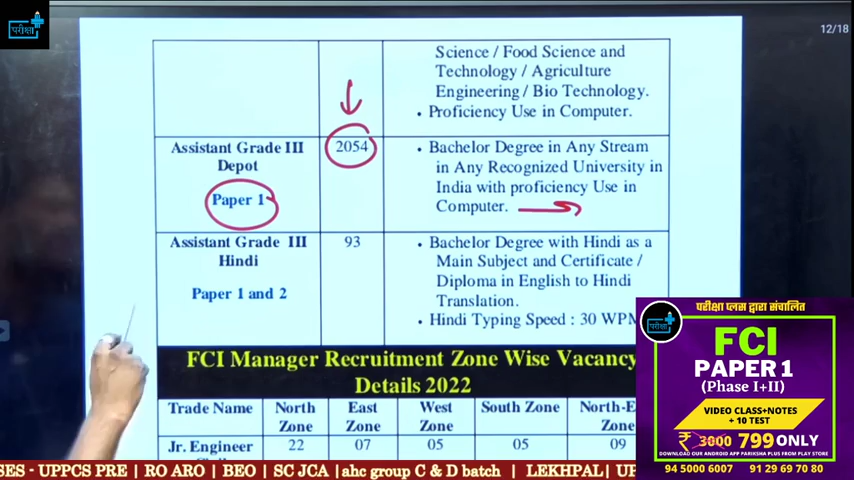 परीक्षा
12/18
Science / Food Science and
Technology / Agriculture
Engineering / Bio Technology.
• Proficiency Use in Computer.
Assistant Grade III
Depot
Paper 1
2054
• Bachelor Degree in Any Stream
in Any Recognized University in
India with proficiency Use in
Computer.
Assistant Grade III
Hindi
Paper 1 and 2
93
• Bachelor Degree with Hindi as a
Main Subject and Certificate /
Diploma in English to Hindi
Translation.
• Hindi Typing Speed : 30 WPM
FCI Manager Recruitment Zone Wise Vacancy
Details 2022
Trade Name
North
Zone
East
Zone
West
Zone
South Zone
North-E
Zone
Jr. Engineer
22
07
05
05
09
परीक्षा प्लस द्वारा संचालित
परीक्षा
FCI
PAPER 1
(Phase I+II)
VIDEO CLASS+NOTES
+ 10 TEST
₹ 3000 799 ONLY
DOWNLOAD OUR ANDROID APP PARIKSHA PLUS FROM PLAY STORE
94 5000 6007 91 29 69 70 80
SES - UPPCS PRE | RO ARO | BEO | SC JCA | ahc group C & D batch | LEKHPAL | UP